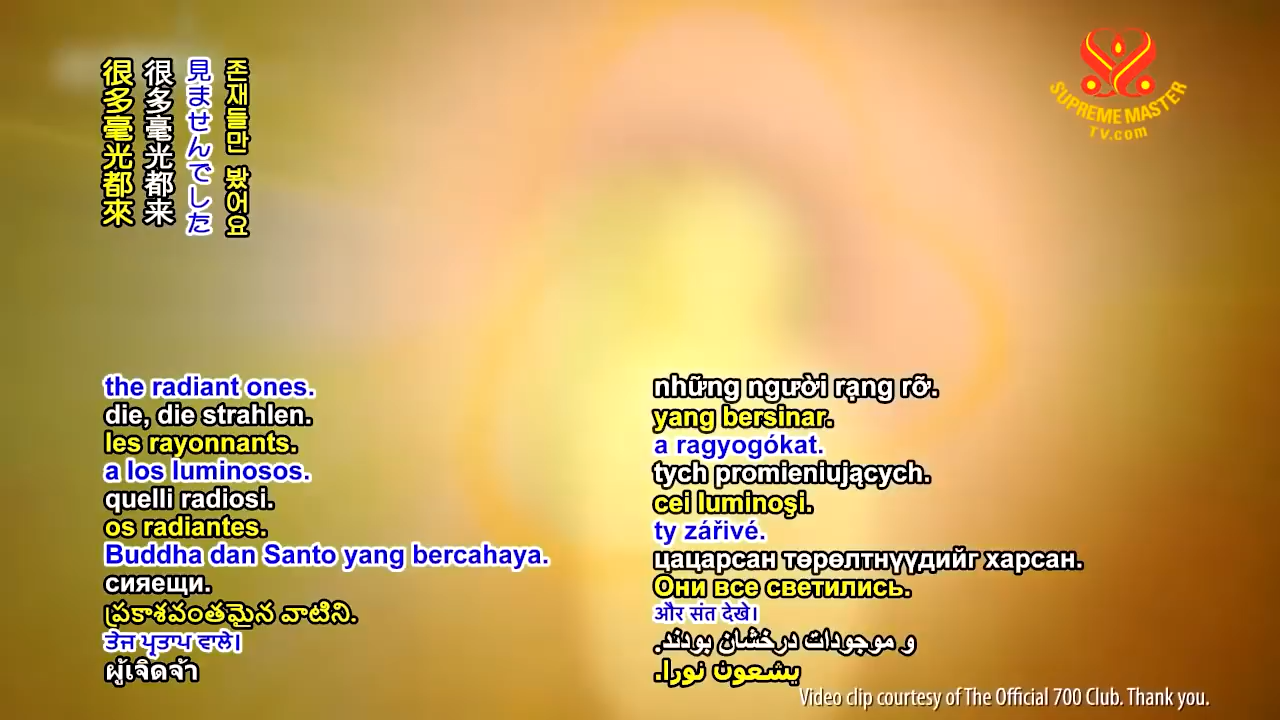 很多毫光都來
很多毫光都来
見ませんでした
존재들만 봤어요
SUPREME MASTER
TV.com
the radiant ones.
die, die strahlen.
les rayonnants.
a los luminosos.
quelli radiosi.
os radiantes.
Buddha dan Santo yang bercahaya.
сияещи.
ప్రకాశవంతమైన వాటిని.
ਤੇਜ ਪ੍ਰਤਾਪ ਵਾਲੇ।
ผู้เจิดจ้า
những người rạng rỡ.
yang bersinar.
a ragyogókat.
tych promieniujących.
cei luminoşi.
ty zářivé.
цацарсан төрөлтнүүдийг харсан.
Они все светились.
और संत देखे।
و موجودات درخشان بودند.
يشعون نورا.
Video clip courtesy of The Official 700 Club. Thank you.